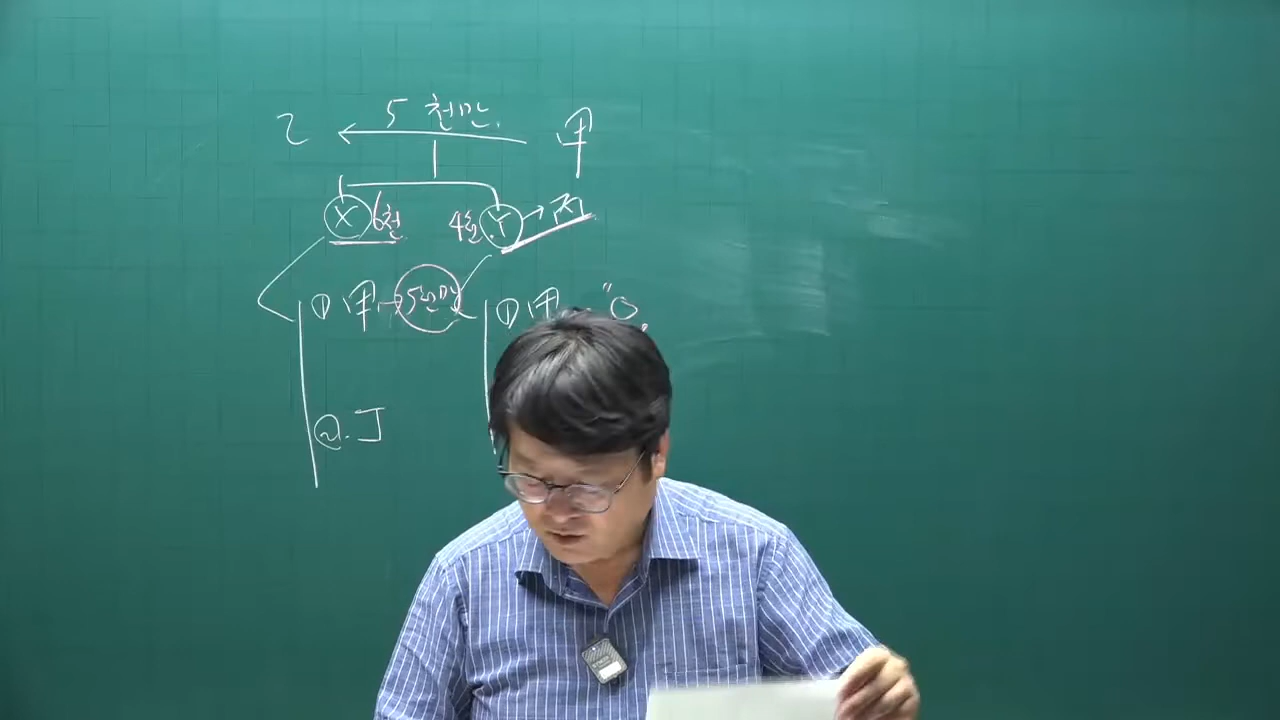 乙 ← 5천만 甲
X 6천 4천 Y → 丙
① 甲 → 5천만 ① 甲 "0
②. 丁